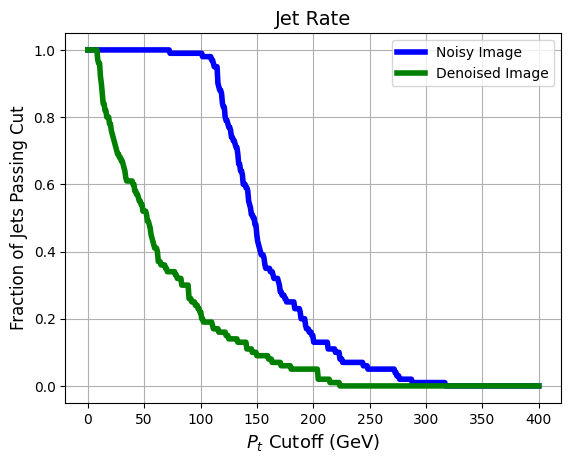 Jet Rate
Noisy Image
Denoised Image
Fraction of Jets Passing Cut
1.0
0.8
0.6
0.4
0.2
0.0
0 50 100 150 200 250 300 350 400
P_t Cutoff (GeV)